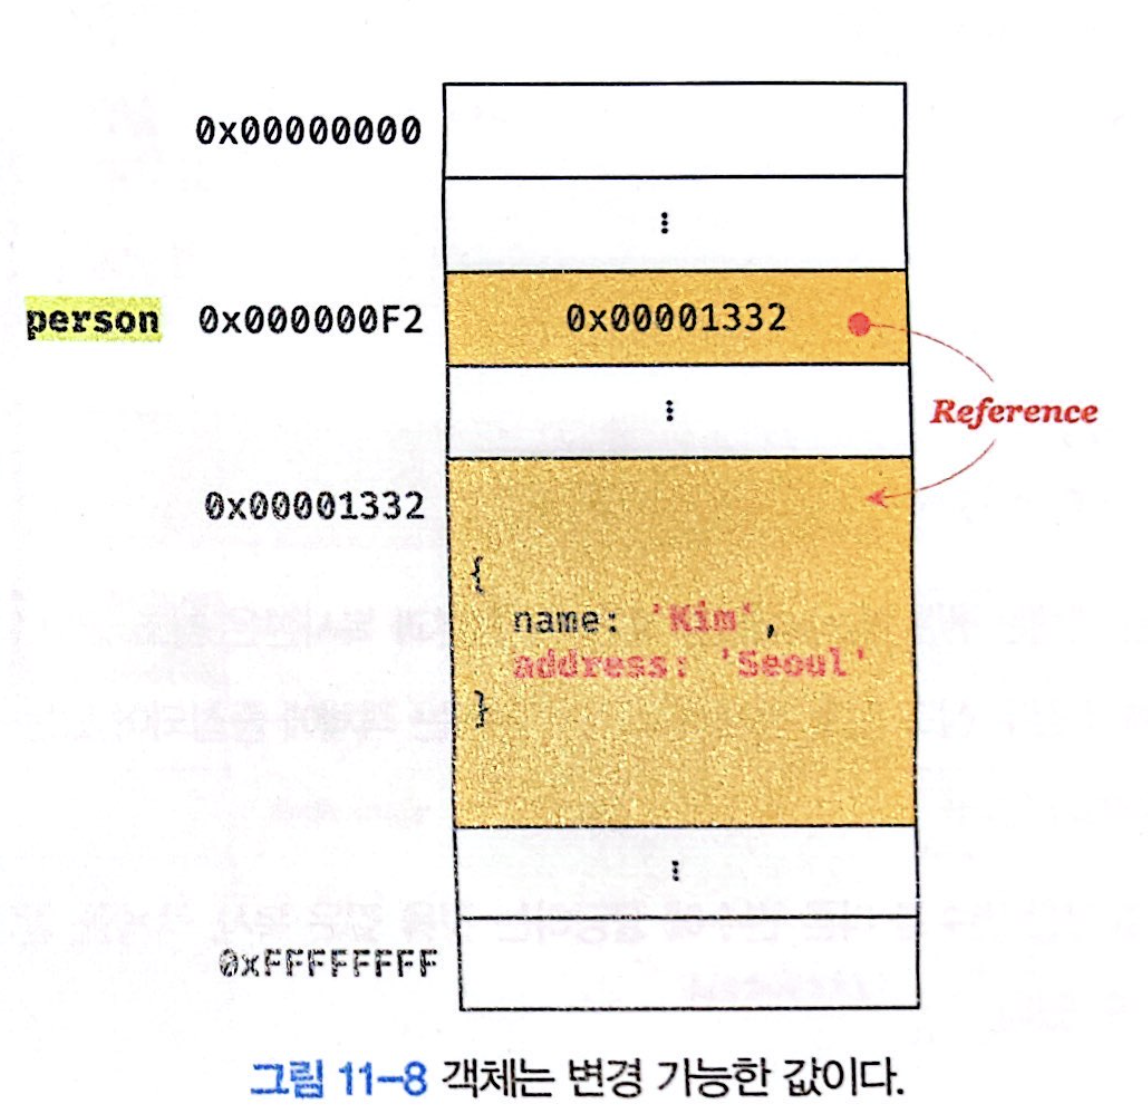 0x00000000
⋮
person 0x000000F2 0x00001332
⋮
Reference
0x00001332
{
name: 'Kim',
address: 'Seoul'
}
⋮
0xFFFFFFFF
그림 11-8 객체는 변경 가능한 값이다.